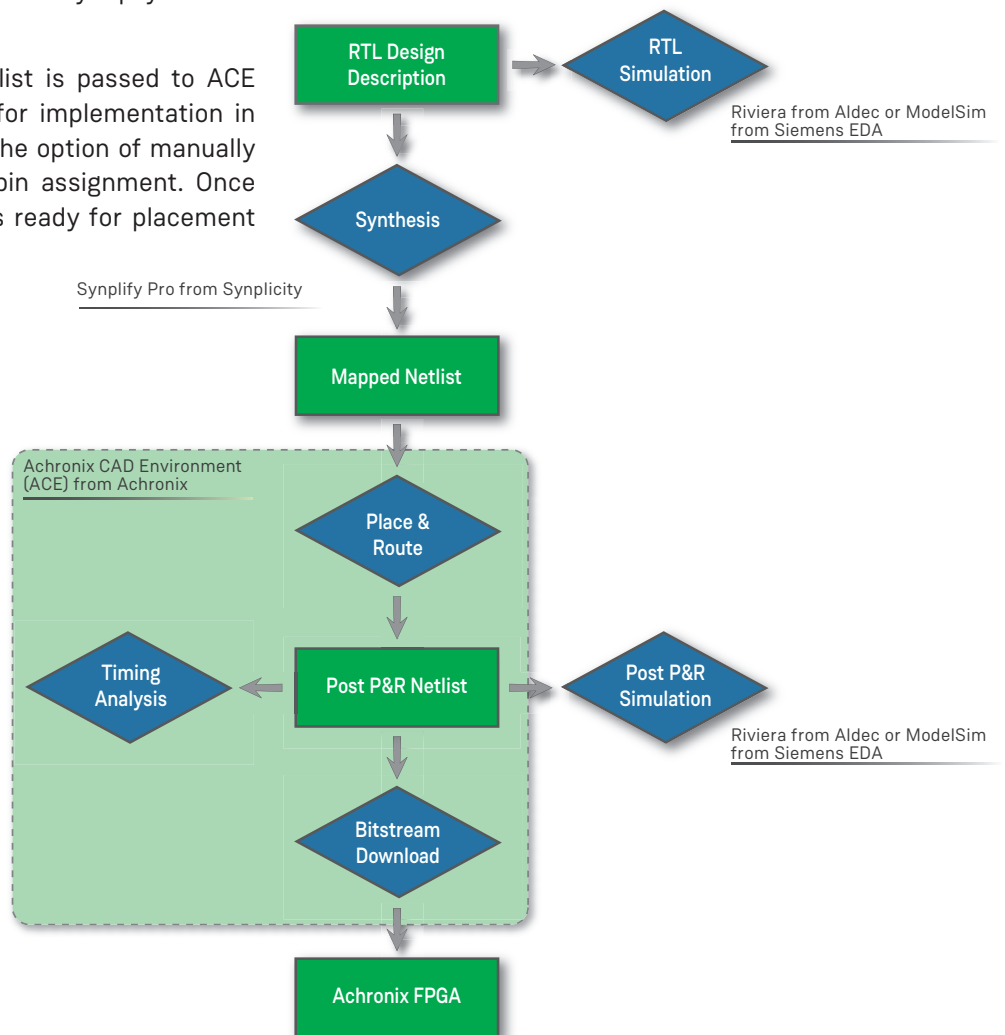 list is passed to ACE
for implementation in
he option of manually
pin assignment. Once
s ready for placement
RTL Design
Description
RTL
Simulation
Riviera from Aldec or ModelSim
from Siemens EDA
Synthesis
Synplify Pro from Synplicity
Mapped Netlist
Achronix CAD Environment
(ACE) from Achronix
Place &
Route
Timing
Analysis
Post P&R Netlist
Post P&R
Simulation
Riviera from Aldec or ModelSim
from Siemens EDA
Bitstream
Download
Achronix FPGA